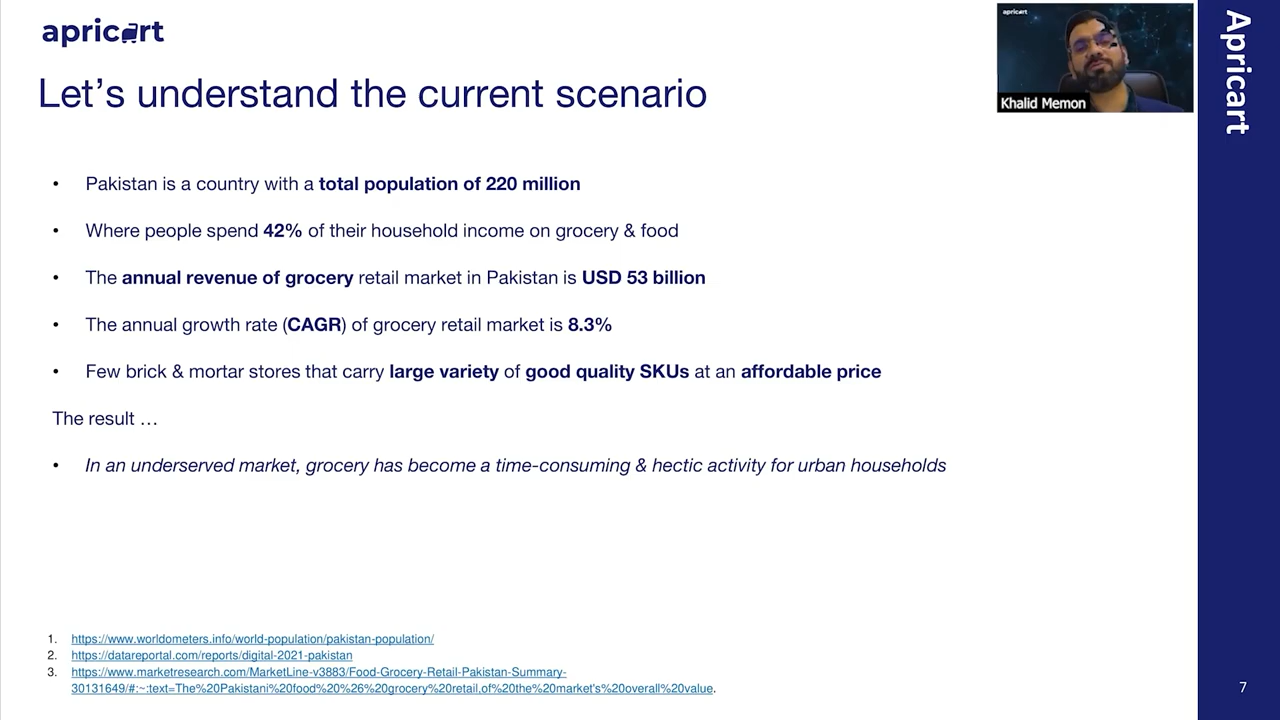 apricart
Let's understand the current scenario
apricart
Khalid Memon
Apricart
• Pakistan is a country with a total population of 220 million
• Where people spend 42% of their household income on grocery & food
• The annual revenue of grocery retail market in Pakistan is USD 53 billion
• The annual growth rate (CAGR) of grocery retail market is 8.3%
• Few brick & mortar stores that carry large variety of good quality SKUs at an affordable price
The result …
• In an underserved market, grocery has become a time-consuming & hectic activity for urban households
1. https://www.worldometers.info/world-population/pakistan-population/
2. https://datareportal.com/reports/digital-2021-pakistan
3. https://www.marketresearch.com/MarketLine-v3883/Food-Grocery-Retail-Pakistan-Summary-
30131649/#:~:text=The%20Pakistani%20food%20%26%20grocery%20retail,of%20the%20market's%20overall%20value.
7